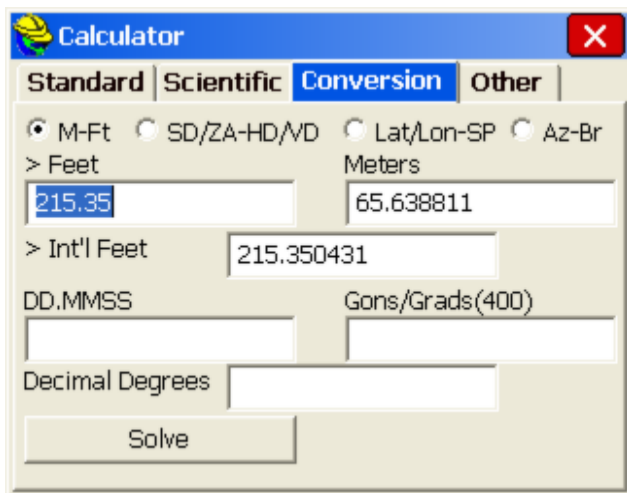 Calculator
Standard Scientific Conversion Other
M-Ft SD/ZA-HD/VD Lat/Lon-SP Az-Br
> Feet Meters
215.35 65.638811
> Int'l Feet 215.350431
DD.MMSS Gons/Grads(400)
Decimal Degrees
Solve